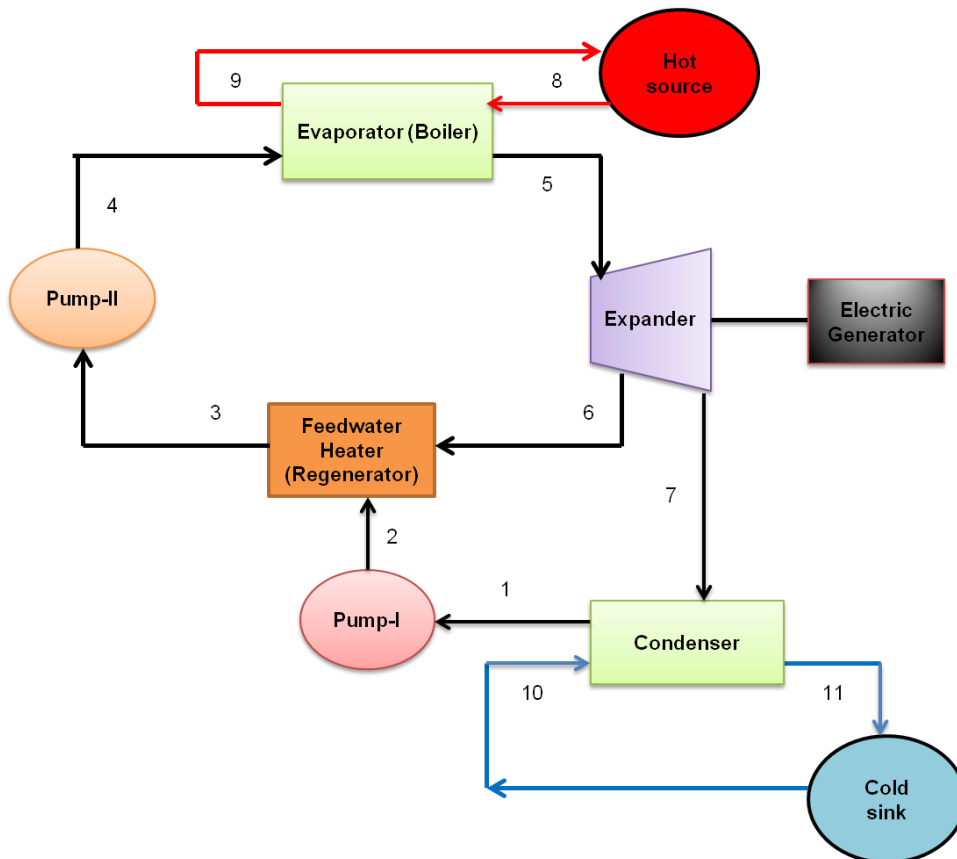 Hot
source
9
8
Evaporator (Boiler)
4
5
Pump-II
Expander
Electric
Generator
3
6
Feedwater
Heater
(Regenerator)
7
2
1
Pump-I
Condenser
10
11
Cold
sink